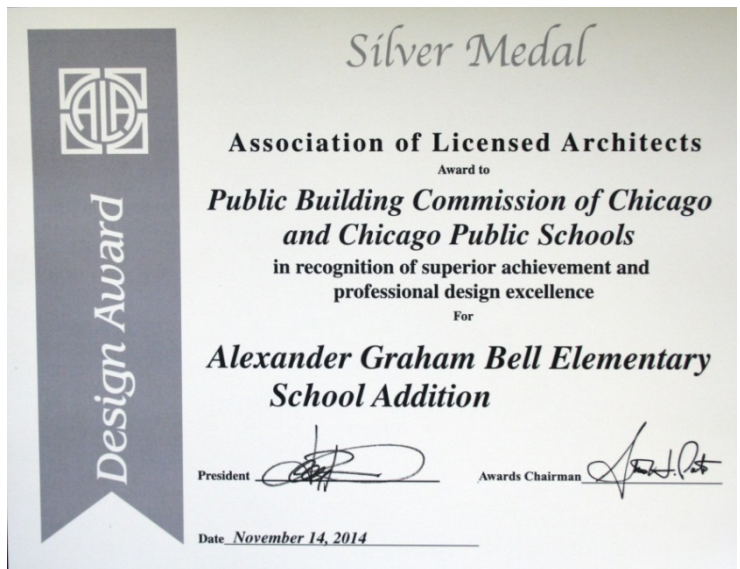 Silver Medal
ALA
Design Award
Association of Licensed Architects
Award to
Public Building Commission of Chicago
and Chicago Public Schools
in recognition of superior achievement and
professional design excellence
For
Alexander Graham Bell Elementary
School Addition
President
Awards Chairman
Date November 14, 2014